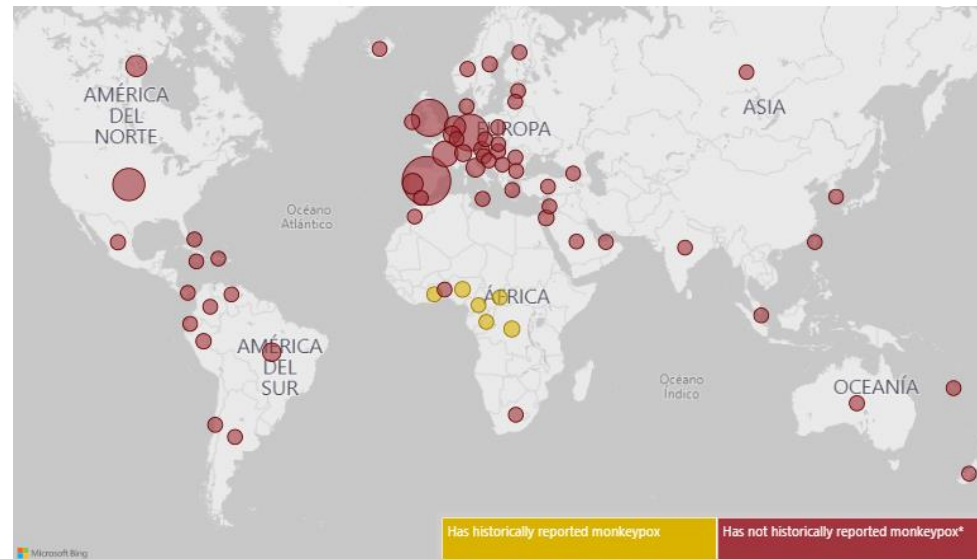 AMÉRICA
DEL
NORTE
EUROPA
ASIA
Océano
Atlántico
ÁFRICA
AMÉRICA
DEL
SUR
Océano
Índico
OCEANÍA
Has historically reported monkeypox
Has not historically reported monkeypox*
Microsoft Bing